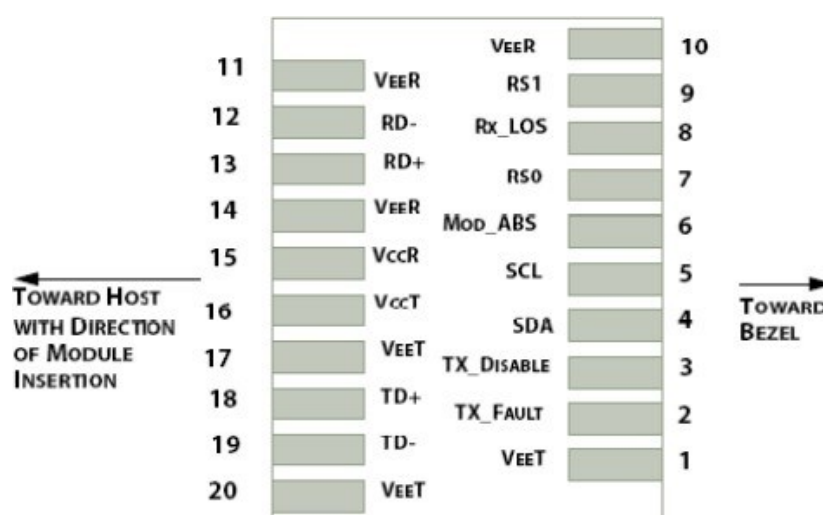 VEER 10
11 VEER
RS1 9
12 RD-
RX_LOS 8
13 RD+
RS0 7
14 VEER
MOD_ABS 6
15 VCCR
SCL 5
TOWARD HOST
WITH DIRECTION
OF MODULE
INSERTION
TOWARD
BEZEL
16 VCCT
SDA 4
17 VEET
TX_DISABLE 3
18 TD+
TX_FAULT 2
19 TD-
VEET 1
20 VEET